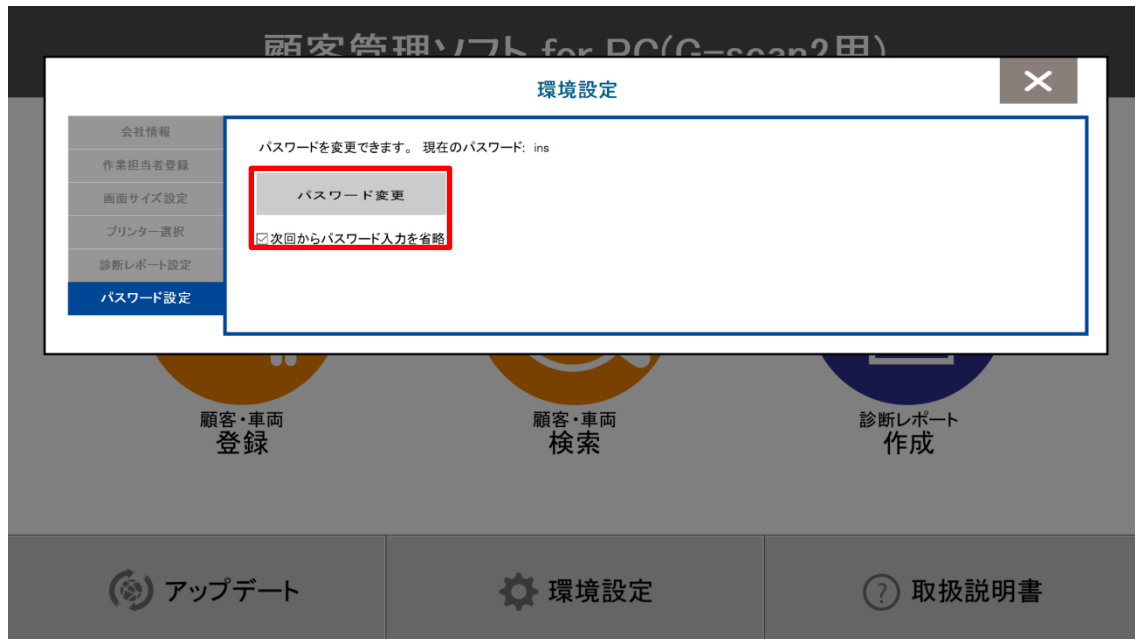 顧客管理ソフト for PC(G-scan2用)
環境設定
会社情報
作業担当者登録
画面サイズ設定
プリンター選択
診断レポート設定
パスワード設定
パスワードを変更できます。 現在のパスワード: ins
パスワード変更
次回からパスワード入力を省略
顧客・車両
登録
顧客・車両
検索
診断レポート
作成
アップデート
環境設定
? 取扱説明書